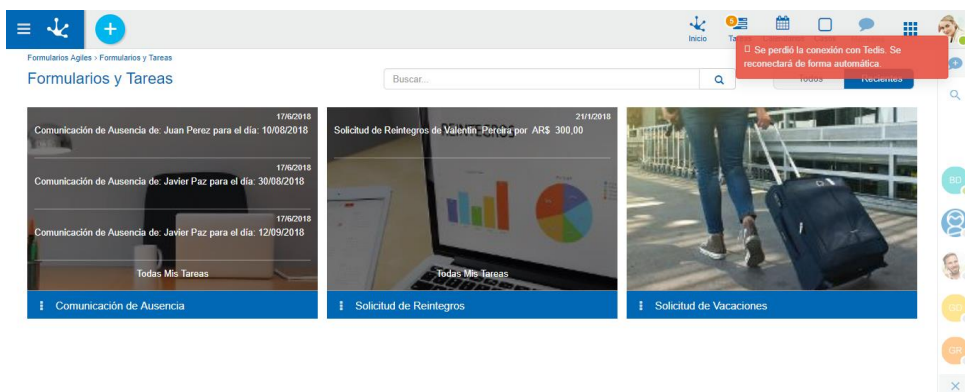 Inicio
5
Se perdió la conexión con Tedis. Se
reconectará de forma automática.
Formularios Agiles > Formularios y Tareas
Formularios y Tareas
Buscar...
Todos
Recientes
17/6/2018
Comunicación de Ausencia de: Juan Perez para el día: 10/08/2018
17/6/2018
Comunicación de Ausencia de: Javier Paz para el día: 30/08/2018
17/6/2018
Comunicación de Ausencia de: Javier Paz para el día: 12/09/2018
Todas Mis Tareas
Comunicación de Ausencia
21/1/2018
Solicitud de Reintegros de Valentin Pereira por AR$ 300,00
REINTEGROS
Todas Mis Tareas
Solicitud de Reintegros
Solicitud de Vacaciones
BD
GR